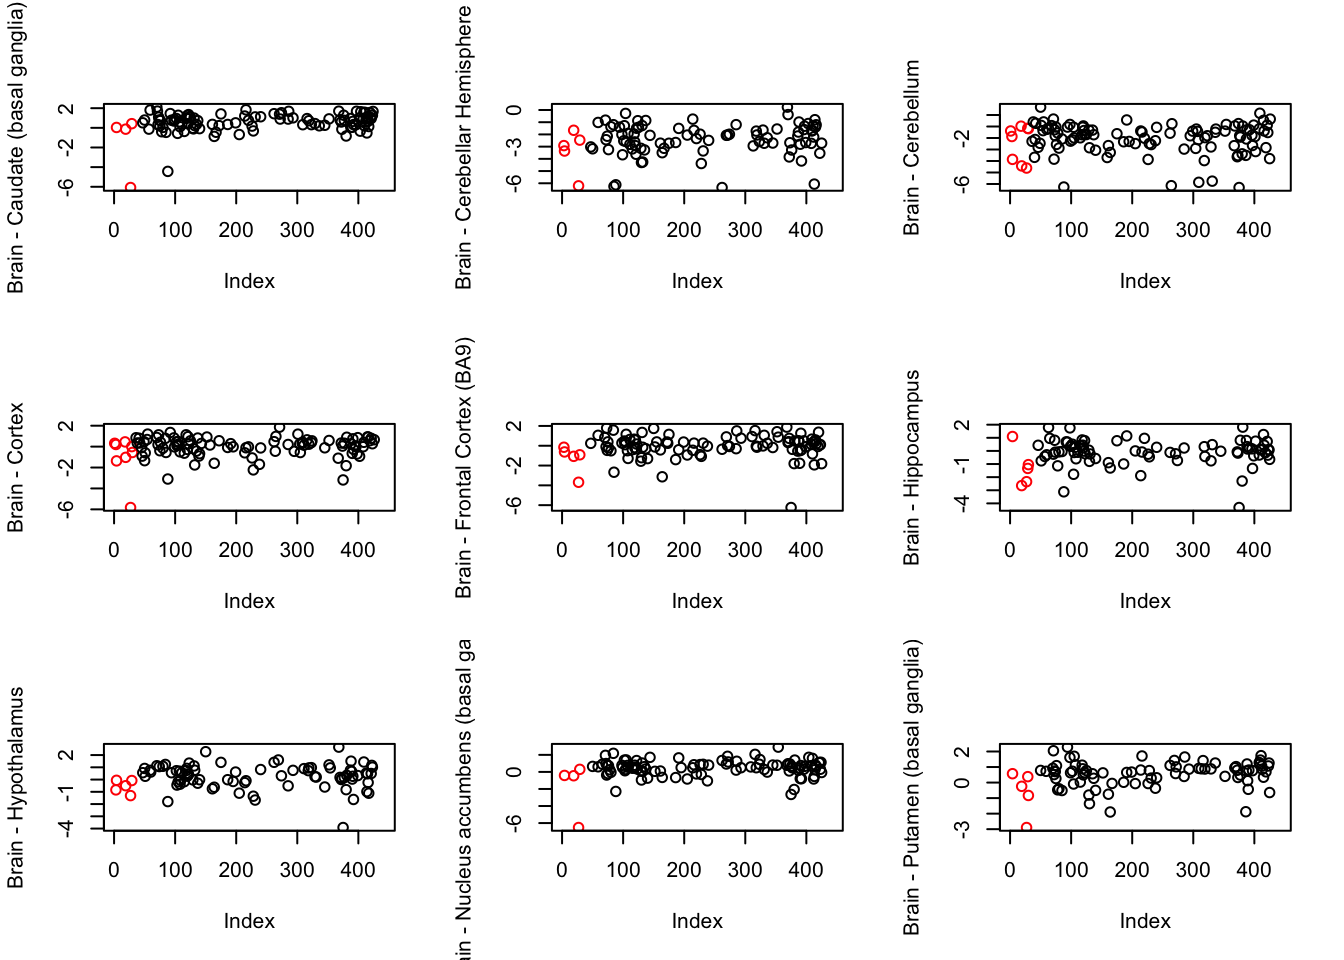 Brain - Caudate (basal ganglia)
2
-2
-6
0 100 200 300 400
Index
Brain - Cerebellar Hemisphere
0
-3
-6
0 100 200 300 400
Index
Brain - Cerebellum
-2
-6
0 100 200 300 400
Index
Brain - Cortex
2
-2
-6
0 100 200 300 400
Index
Brain - Frontal Cortex (BA9)
2
-2
-6
0 100 200 300 400
Index
Brain - Hippocampus
2
-1
-4
0 100 200 300 400
Index
Brain - Hypothalamus
2
-1
-4
0 100 200 300 400
Index
ain - Nucleus accumbens (basal ga
0
-6
0 100 200 300 400
Index
Brain - Putamen (basal ganglia)
2
0
-3
0 100 200 300 400
Index